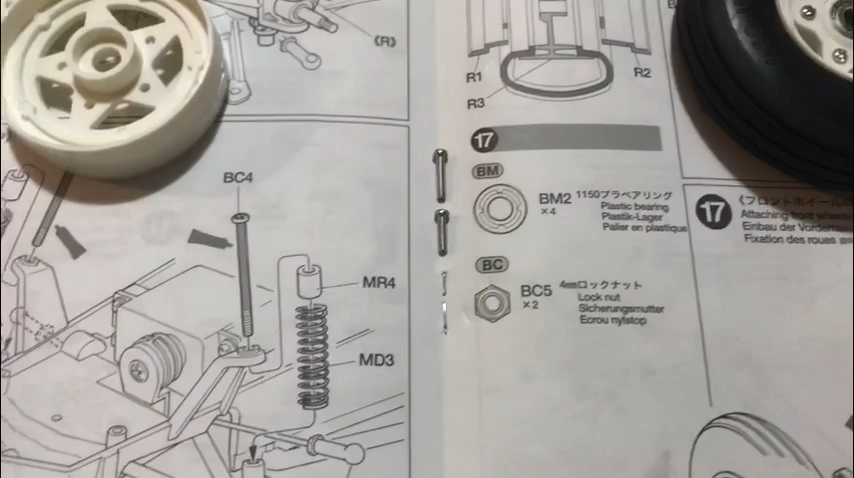 《R》
BC4
MR4
MD3
R1
R2
R3
17
BM
BM2 1150プラベアリング
×4
Plastic bearing
Plastik-Lager
Palier en plastique
BC
BC5 4mmロックナット
×2
Lock nut
Sicherungsmutter
Ecrou nylstop
17
《フロントホイールの
Attaching front wheels
Einbau der Vorder
Fixation des roues